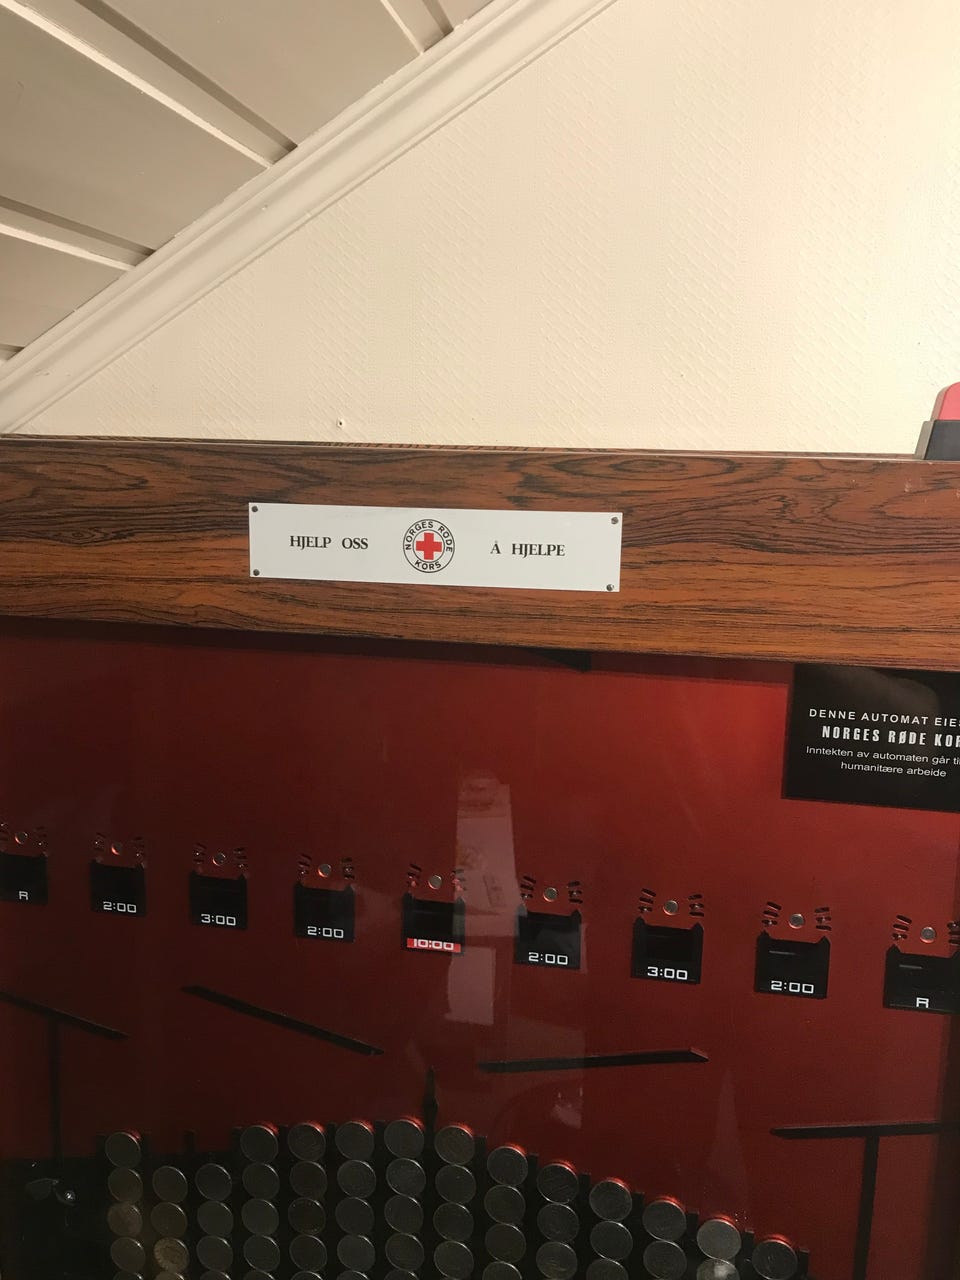 HJELP OSS NORGES RØDE KORS Å HJELPE
DENNE AUTOMAT EIES
NORGES RØDE KOR
Inntekten av automaten går ti
humanitære arbeide
R 2:00 3:00 2:00 10:00 2:00 3:00 2:00 R